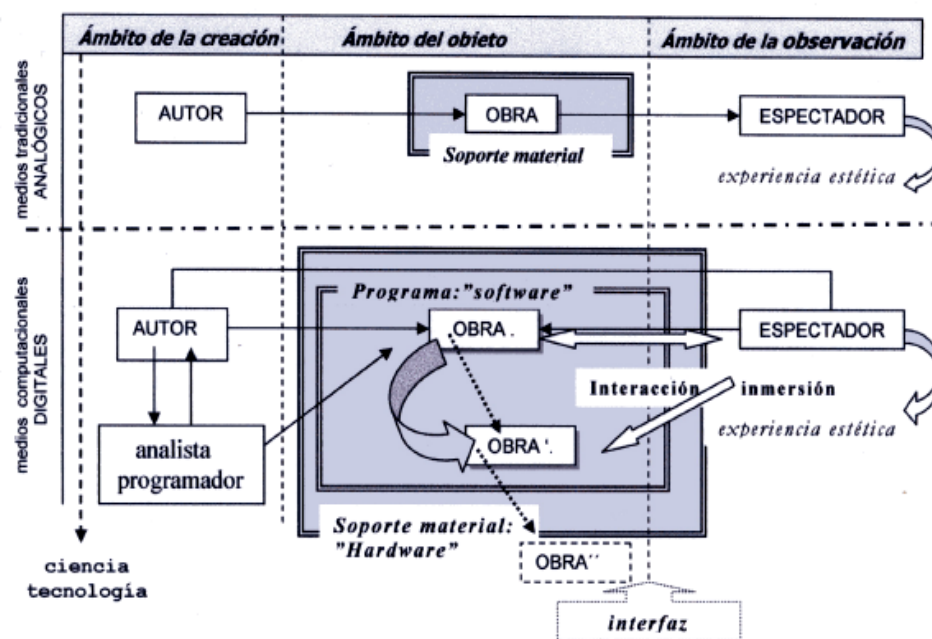 Ámbito de la creación Ámbito del objeto Ámbito de la observación
medios tradicionales
ANALÓGICOS
AUTOR
OBRA
Soporte material
ESPECTADOR
experiencia estética
medios computacionales
DIGITALES
Programa:"software"
AUTOR
OBRA .
ESPECTADOR
Interacción inmersión
experiencia estética
analista
programador
OBRA '.
Soporte material:
"Hardware"
OBRA´´
ciencia
tecnología
interfaz